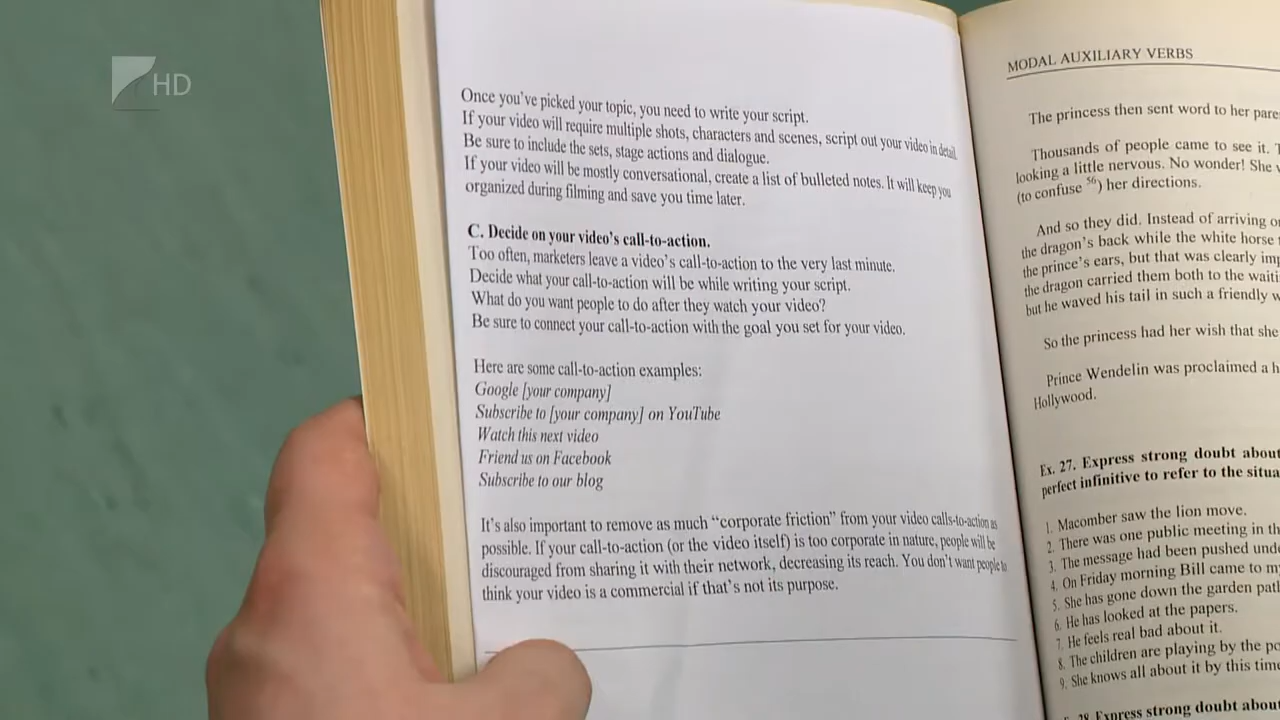 HD
Once you've picked your topic, you need to write your script.
If your video will require multiple shots, characters and scenes, script out your video in detail.
Be sure to include the sets, stage actions and dialogue.
If your video will be mostly conversational, create a list of bulleted notes. It will keep you
organized during filming and save you time later.
C. Decide on your video's call-to-action.
Too often, marketers leave a video's call-to-action to the very last minute.
Decide what your call-to-action will be while writing your script.
What do you want people to do after they watch your video?
Be sure to connect your call-to-action with the goal you set for your video.
Here are some call-to-action examples:
Google [your company]
Subscribe to [your company] on YouTube
Watch this next video
Friend us on Facebook
Subscribe to our blog
It's also important to remove as much “corporate friction” from your video calls-to-action as
possible. If your call-to-action (or the video itself) is too corporate in nature, people will be
discouraged from sharing it with their network, decreasing its reach. You don't want people to
think your video is a commercial if that's not its purpose.
MODAL AUXILIARY VERBS
The princess then sent word to her
Thousands of people came to see it.
looking a little nervous. No wonder! She
(to confuse 56) her directions.
And so they did. Instead of arriving
the dragon's back while the white horse
the prince's ears, but that was clearly
the dragon carried them both to the
but he waved his tail in such a friendly
So the princess had her wish that she
Prince Wendelin was proclaimed a
Hollywood.
Ex. 27. Express strong doubt about
perfect infinitive to refer to the
1. Macomber saw the lion move.
2. There was one public meeting in
3. The message had been pushed
4. On Friday morning Bill came to
5. She has gone down the garden
6. He has looked at the papers.
7. He feels real bad about it.
8. The children are playing by the
9. She knows all about it by this
28. Express strong doubt